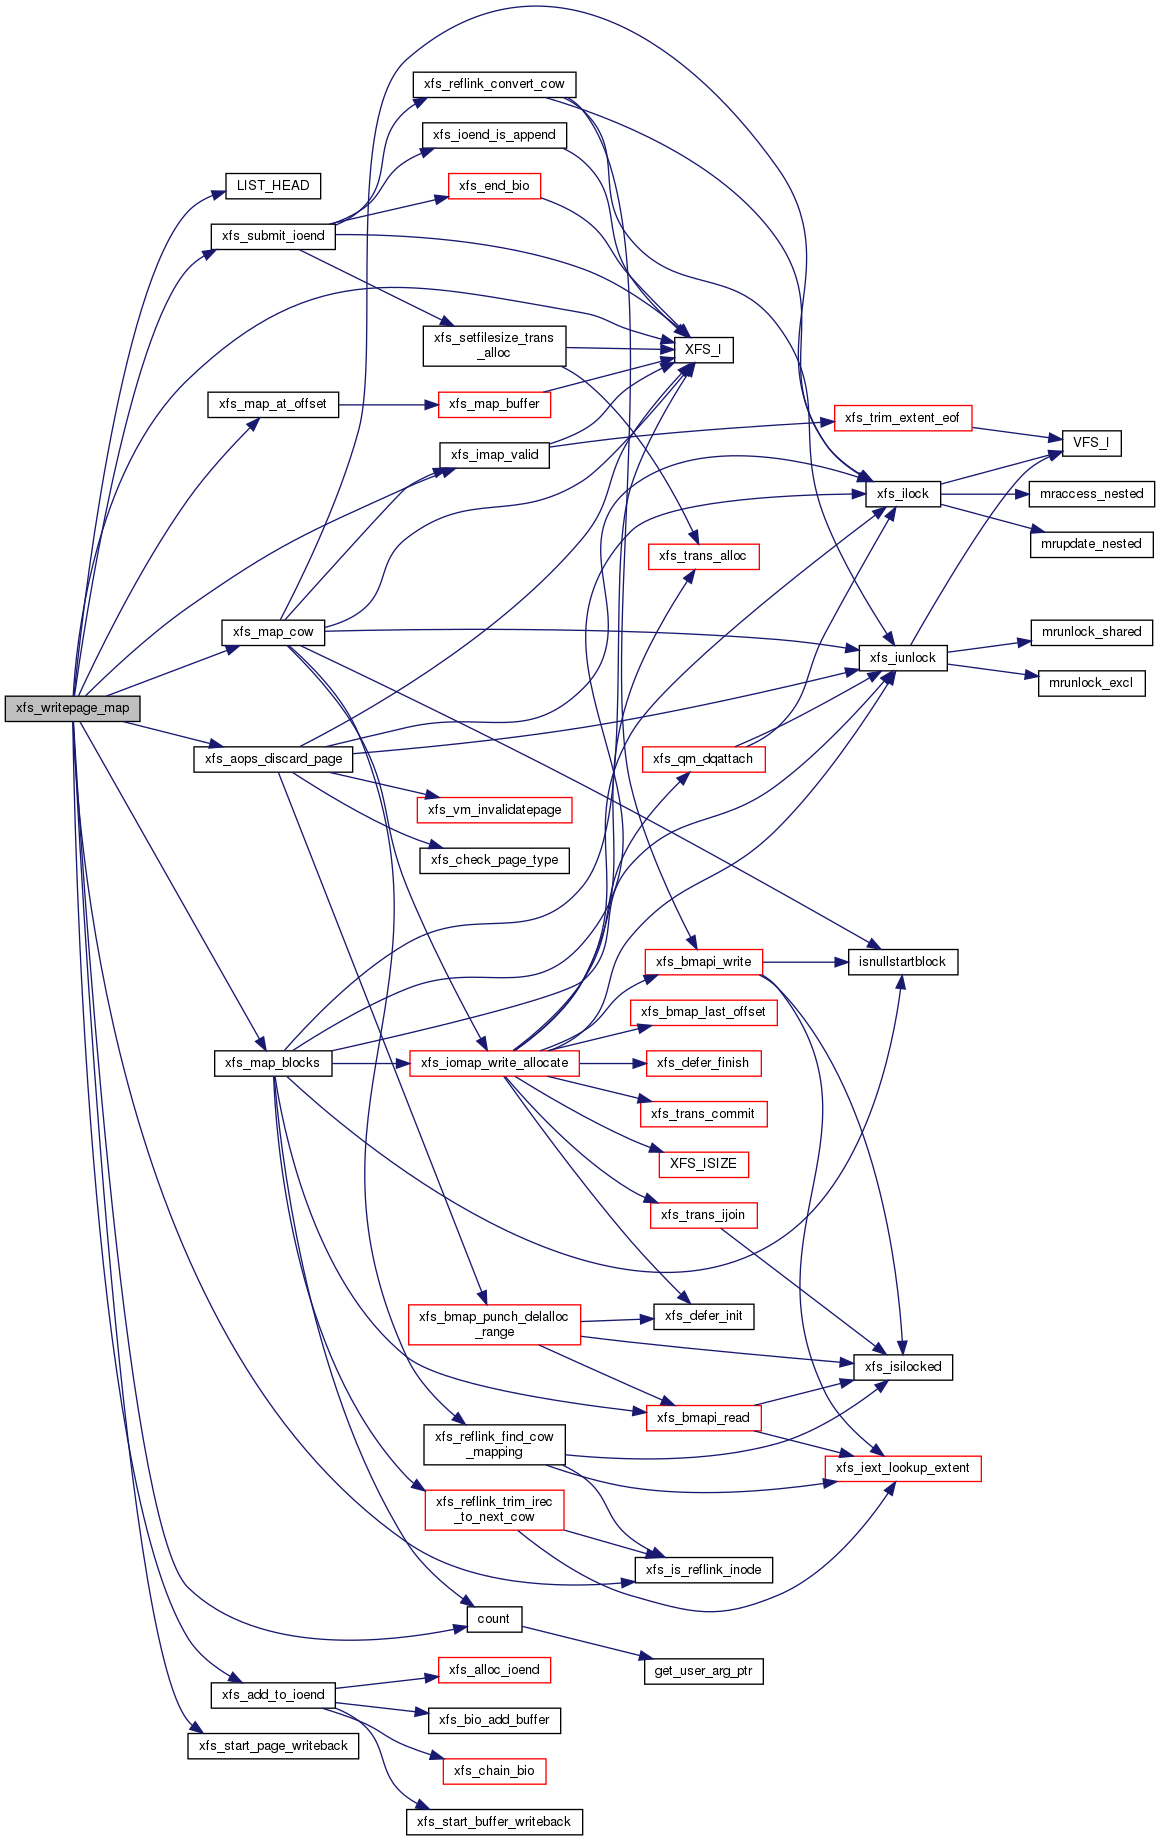 xfs_reflink_convert_cow
xfs_ioend_is_append
LIST_HEAD
xfs_end_bio
xfs_submit_ioend
xfs_setfilesize_trans
_alloc
XFS_I
xfs_map_at_offset
xfs_map_buffer
xfs_trim_extent_eof
xfs_imap_valid
VFS_I
xfs_ilock
mraccess_nested
mrupdate_nested
xfs_trans_alloc
xfs_map_cow
mrunlock_shared
xfs_iunlock
mrunlock_excl
xfs_writepage_map
xfs_aops_discard_page
xfs_qm_dqattach
xfs_vm_invalidatepage
xfs_check_page_type
xfs_bmapi_write
isnullstartblock
xfs_bmap_last_offset
xfs_map_blocks
xfs_iomap_write_allocate
xfs_defer_finish
xfs_trans_commit
XFS_ISIZE
xfs_trans_ijoin
xfs_bmap_punch_delalloc
_range
xfs_defer_init
xfs_isilocked
xfs_bmapi_read
xfs_reflink_find_cow
_mapping
xfs_iext_lookup_extent
xfs_reflink_trim_irec
_to_next_cow
xfs_is_reflink_inode
count
get_user_arg_ptr
xfs_alloc_ioend
xfs_add_to_ioend
xfs_bio_add_buffer
xfs_start_page_writeback
xfs_chain_bio
xfs_start_buffer_writeback